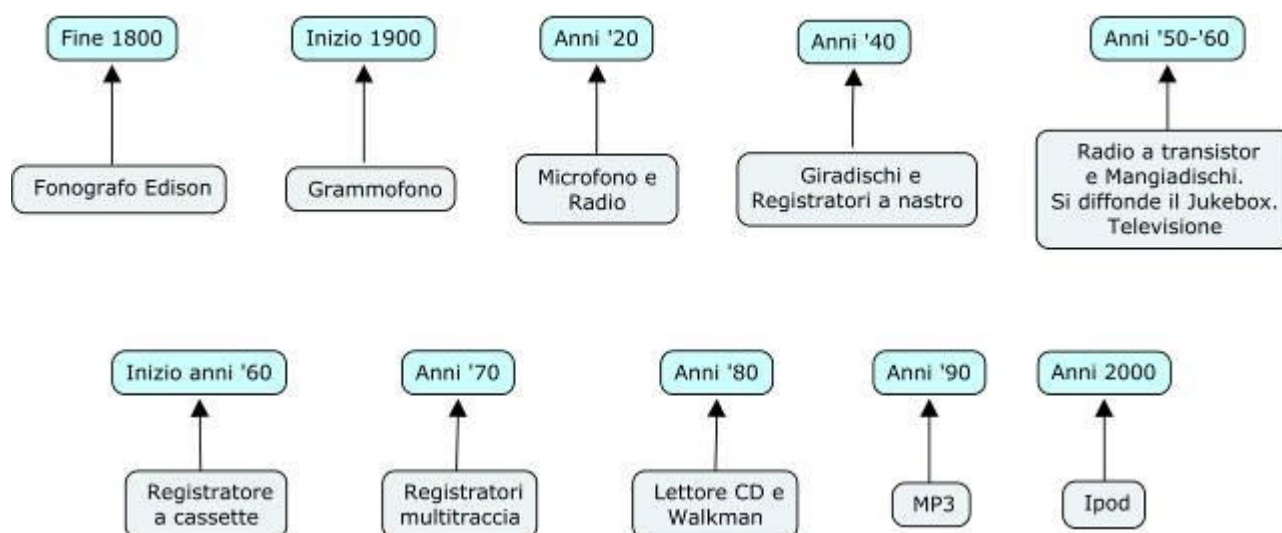 Fine 1800
Inizio 1900
Anni '20
Anni '40
Anni '50-'60
Fonografo Edison
Grammofono
Microfono e
Radio
Giradischi e
Registratori a nastro
Radio a transistor
e Mangiadischi.
Si diffonde il Jukebox.
Televisione
Inizio anni '60
Anni '70
Anni '80
Anni '90
Anni 2000
Registratore
a cassette
Registratori
multitraccia
Lettore CD e
Walkman
MP3
Ipod